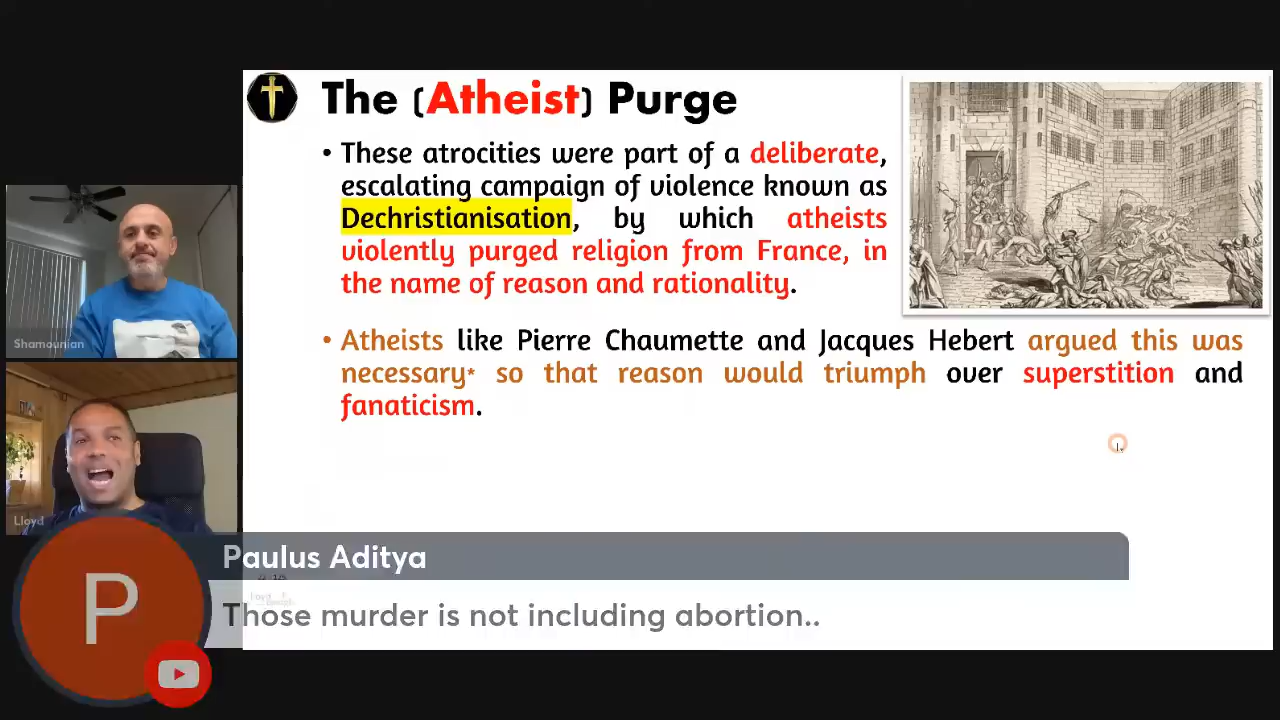 The (Atheist) Purge
• These atrocities were part of a deliberate,
escalating campaign of violence known as
Dechristianisation, by which atheists
violently purged religion from France, in
the name of reason and rationality.
• Atheists like Pierre Chaumette and Jacques Hebert argued this was
necessary* so that reason would triumph over superstition and
fanaticism.
Shamounian
Lloyd
P
Paulus Aditya
Those murder is not including abortion..